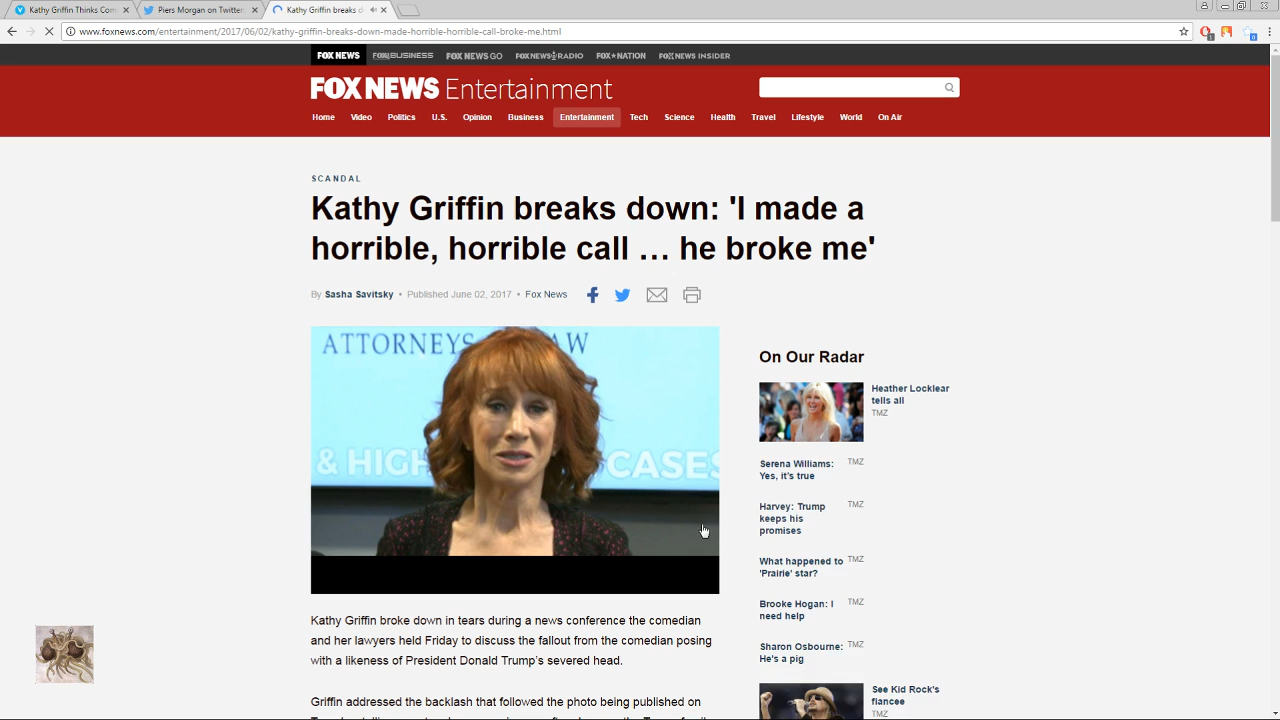 Kathy Griffin Thinks Com
Piers Morgan on Twitter
Kathy Griffin breaks d
www.foxnews.com/entertainment/2017/06/02/kathy-griffin-breaks-down-made-horrible-horrible-call-broke-me.html
FOX NEWS FOX BUSINESS FOX NEWS GO FOX NEWS RADIO FOX NATION FOX NEWS INSIDER
FOX NEWS Entertainment
Home Video Politics U.S. Opinion Business Entertainment Tech Science Health Travel Lifestyle World On Air
SCANDAL
Kathy Griffin breaks down: 'I made a
horrible, horrible call … he broke me'
By Sasha Savitsky • Published June 02, 2017 • Fox News
ATTORNEYS AW
& HIGH CASES
Kathy Griffin broke down in tears during a news conference the comedian
and her lawyers held Friday to discuss the fallout from the comedian posing
with a likeness of President Donald Trump's severed head.
Griffin addressed the backlash that followed the photo being published on
On Our Radar
Heather Locklear
tells all
TMZ
Serena Williams: TMZ
Yes, it's true
Harvey: Trump TMZ
keeps his
promises
What happened to TMZ
'Prairie' star?
Brooke Hogan: I TMZ
need help
Sharon Osbourne: TMZ
He's a pig
See Kid Rock's
fiancee
TMZ